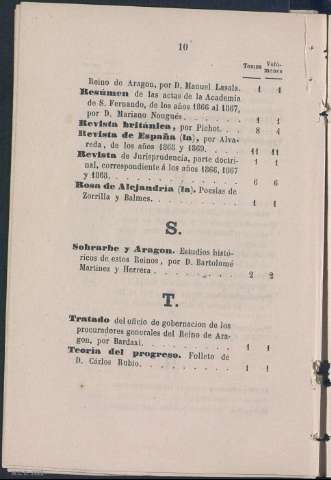 10
Tomos Volú-
menes
Reino de Aragon, por D. Manuel Lasala. 1 1
Resúmen de las actas de la Academia
de S. Fernando, de los años 1866 al 1867,
por D. Mariano Nougués. . . . . . 1 1
Revista británica, por Pichot. . . 8 4
Revista de España (la), por Alva-
reda, de los años 1868 y 1869. . . . 11 11
Revista de Jurisprudencia, parte doctri- 1 1
nal, correspondiente á los años 1866, 1867
y 1868. . . . . . . . . . 6 6
Rosa de Alejandría (la). Poesías de
Zorrilla y Balmes. . . . . . . . 1 1
S.
Sobrarbe y Aragon. Estudios histó-
ricos de estos Reinos, por D. Bartolomé
Martinez y Herrera . . . . . . . 2 2
T.
Tratado del oficio de gobernacion de los
procuradores generales del Reino de Ara-
gon, por Bardaxi. . . . . . . . 1 1
Teoría del progreso. Folleto de
D. Cárlos Rubio. . . . . . . . . 1 1